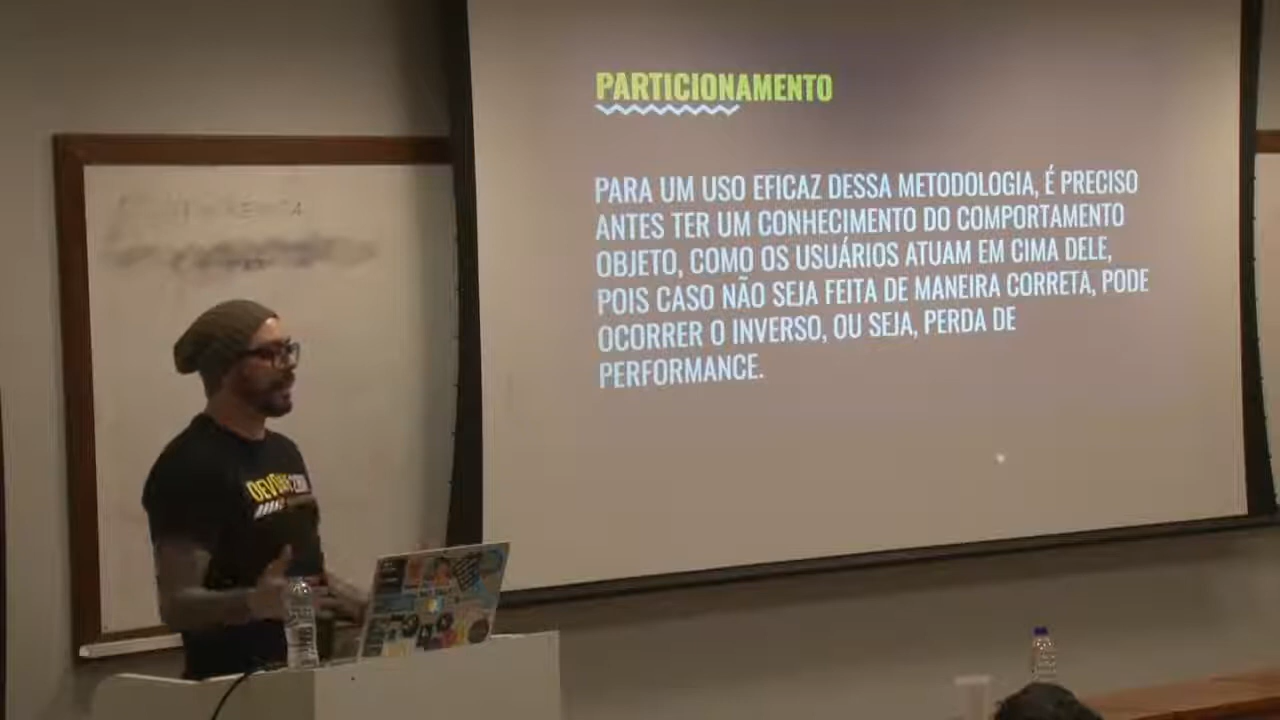 PARTICIONAMENTO
PARA UM USO EFICAZ DESSA METODOLOGIA, É PRECISO
ANTES TER UM CONHECIMENTO DO COMPORTAMENTO
OBJETO, COMO OS USUÁRIOS ATUAM EM CIMA DELE,
POIS CASO NÃO SEJA FEITA DE MANEIRA CORRETA, PODE
OCORRER O INVERSO, OU SEJA, PERDA DE
PERFORMANCE.